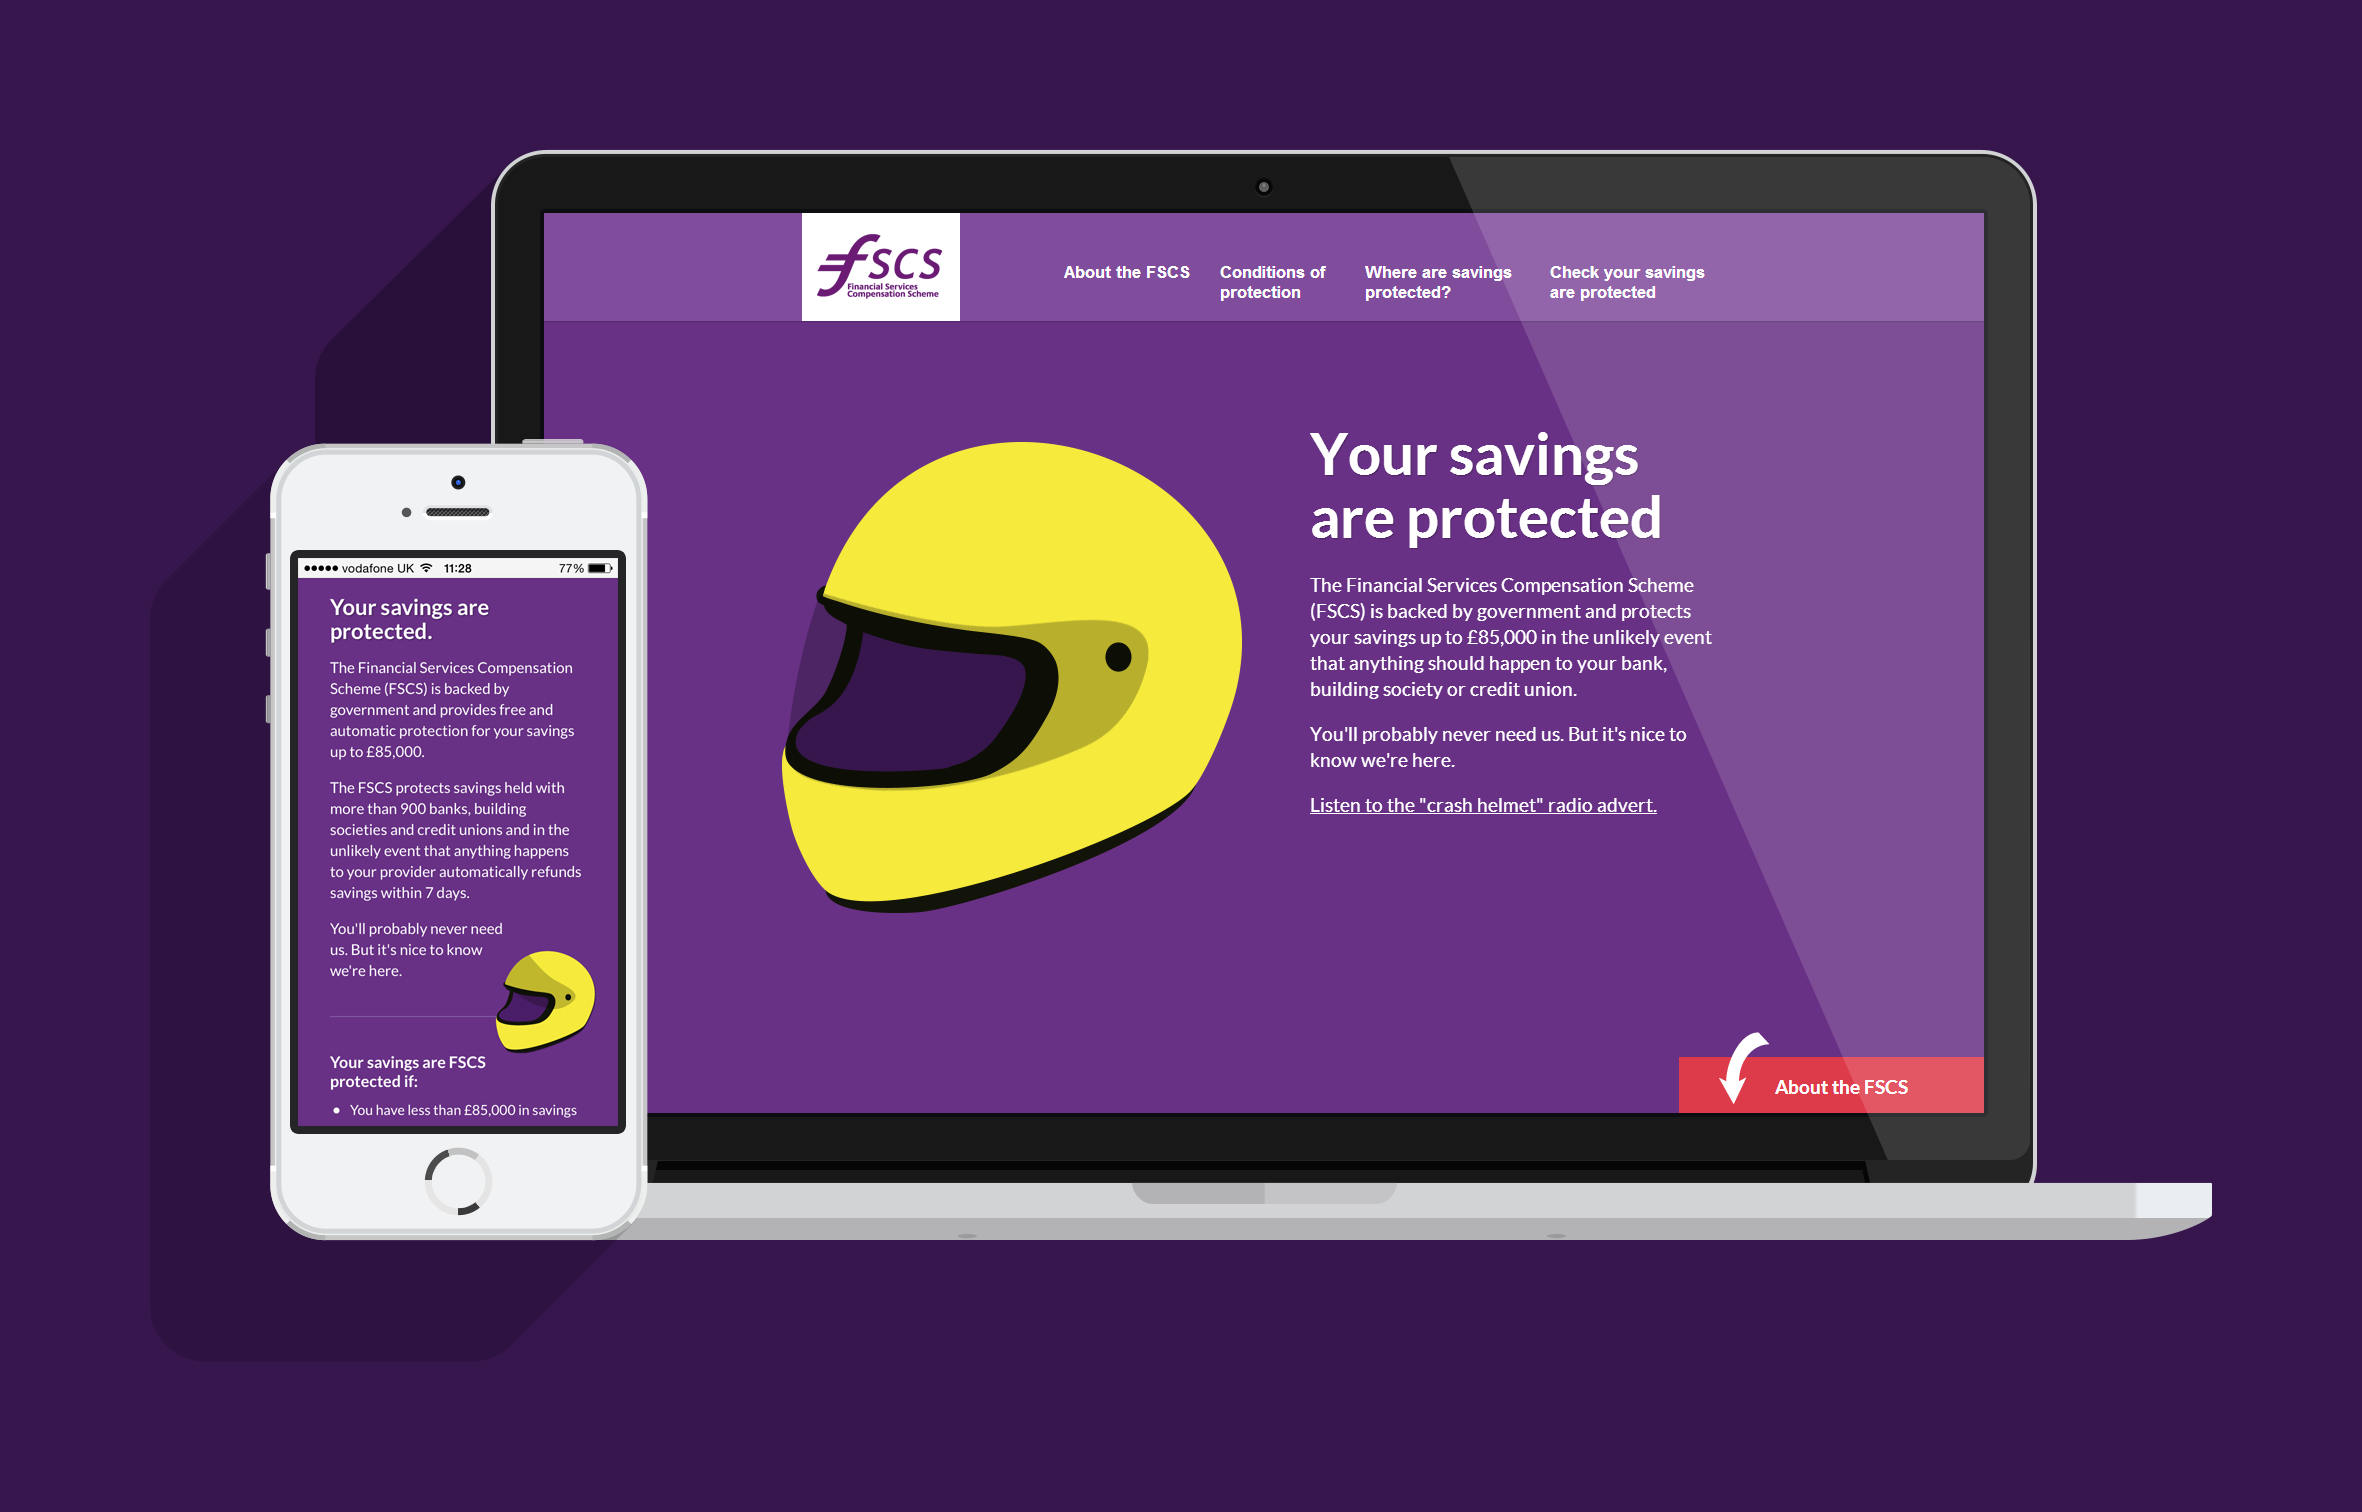 fSCS
Financial Services
Compensation Scheme
About the FSCS
Conditions of
protection
Where are savings
protected?
Check your savings
are protected
Your savings
are protected
The Financial Services Compensation Scheme
(FSCS) is backed by government and protects
your savings up to £85,000 in the unlikely event
that anything should happen to your bank,
building society or credit union.
You'll probably never need us. But it's nice to
know we're here.
Listen to the "crash helmet" radio advert.
About the FSCS
vodafone UK 11:28 77%
Your savings are
protected.
The Financial Services Compensation
Scheme (FSCS) is backed by
government and provides free and
automatic protection for your savings
up to £85,000.
The FSCS protects savings held with
more than 900 banks, building
societies and credit unions and in the
unlikely event that anything happens
to your provider automatically refunds
savings within 7 days.
You'll probably never need
us. But it's nice to know
we're here.
Your savings are FSCS
protected if:
• You have less than £85,000 in savings